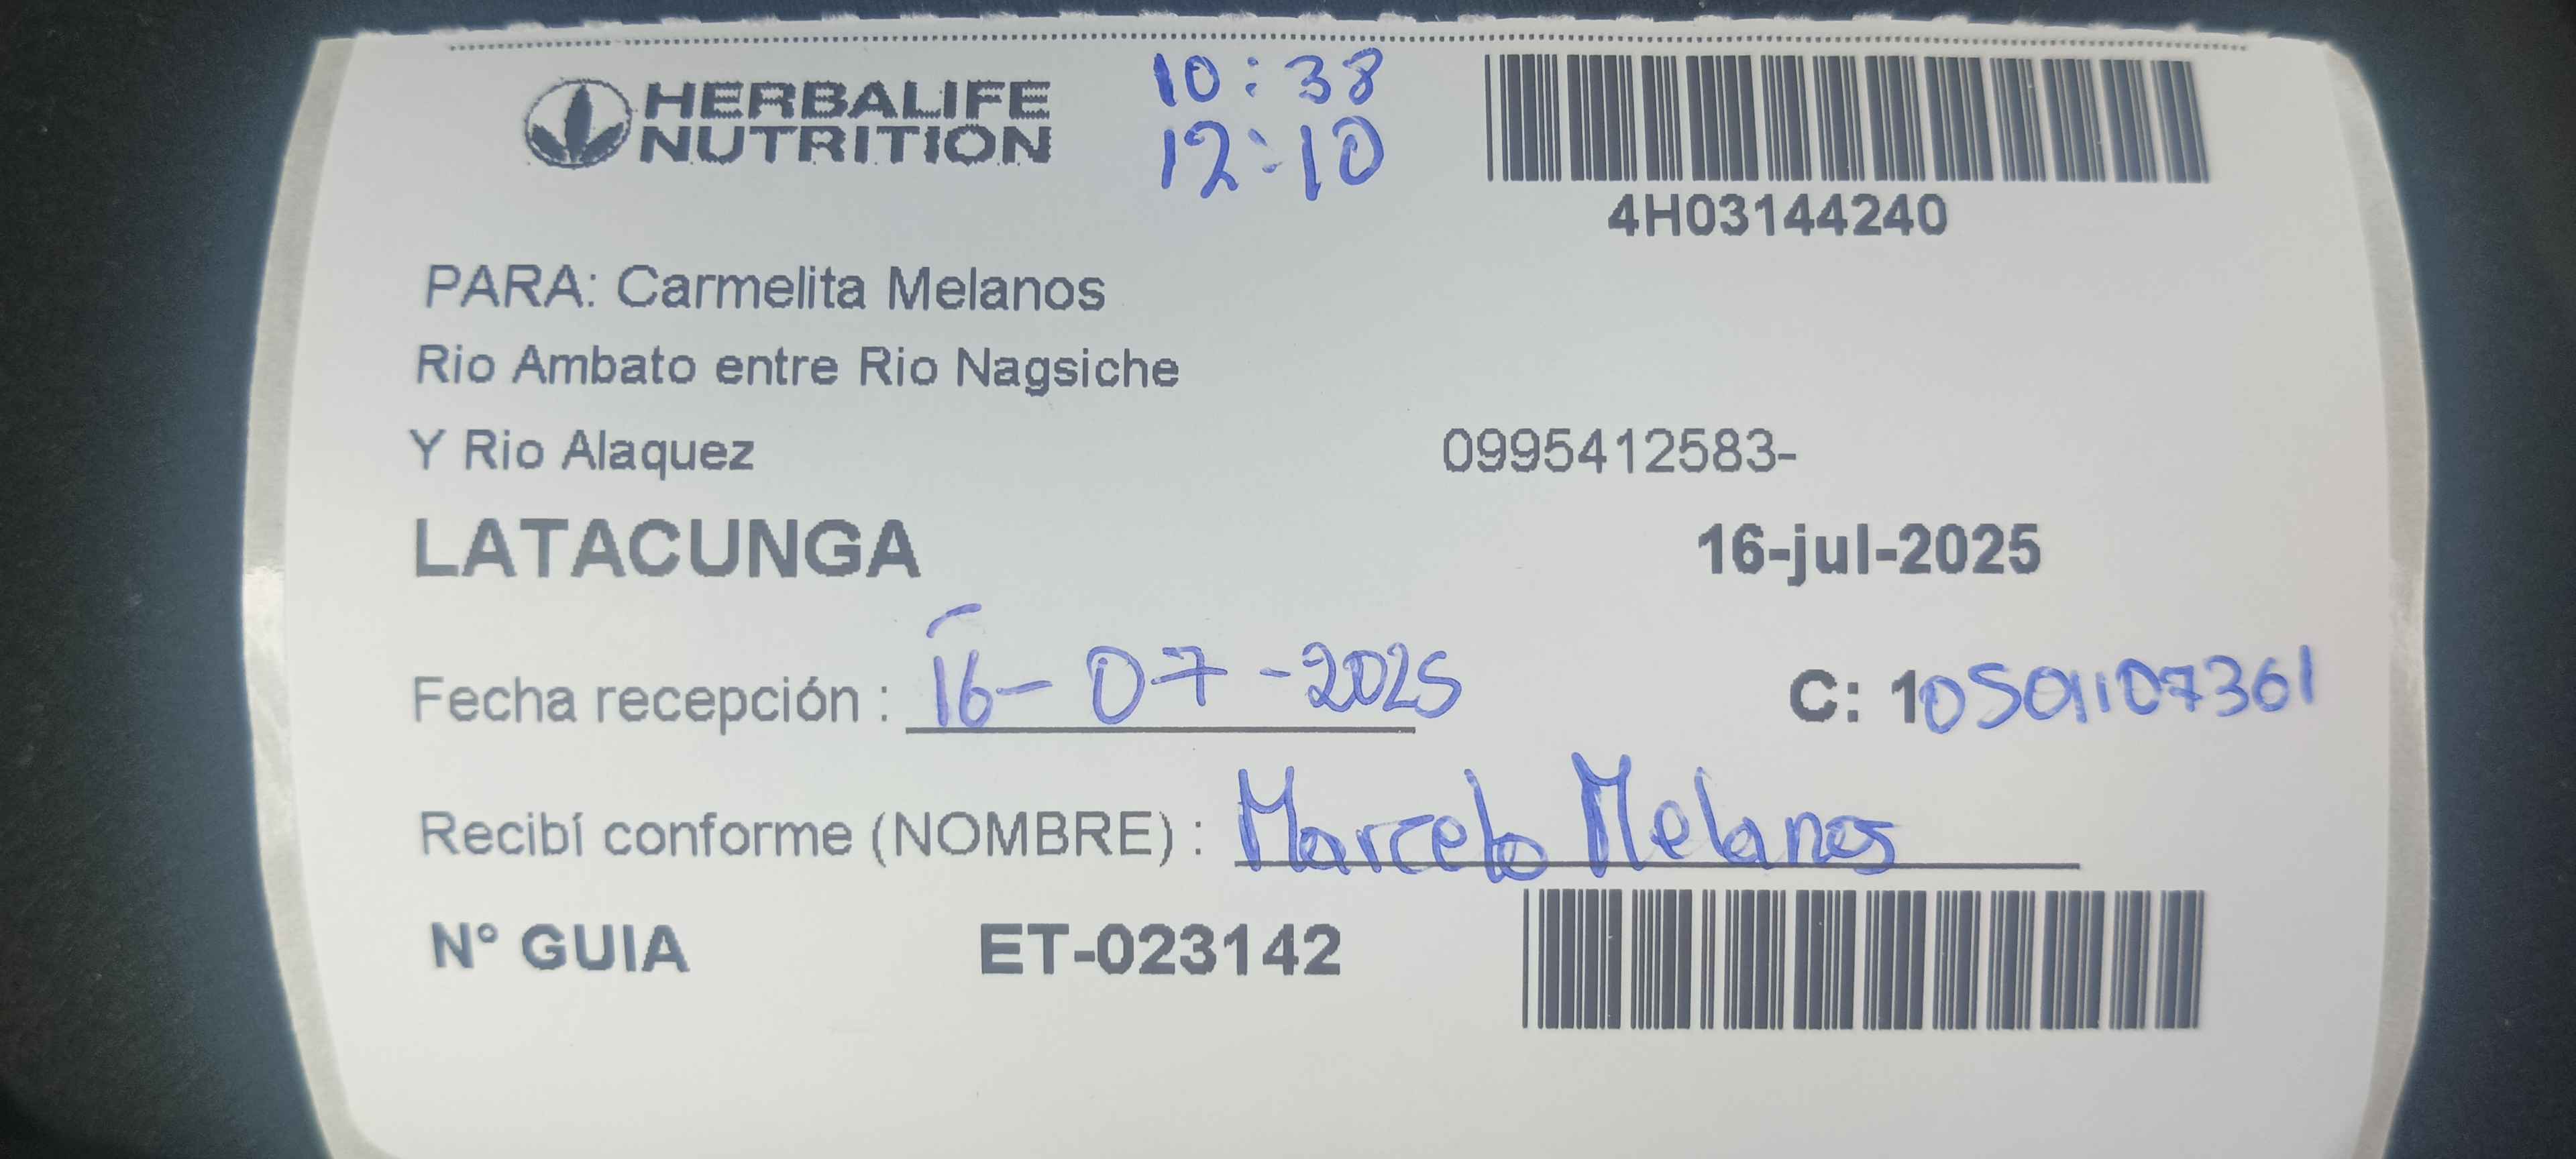 HERBALIFE
NUTRITION
10:38
12:10
4H03144240
PARA: Carmelita Melanos
Rio Ambato entre Rio Nagsiche
Y Rio Alaquez
0995412583-
LATACUNGA
16-jul-2025
Fecha recepción : 16-07-2025
C: 10501107361
Recibí conforme (NOMBRE) : Marcelo Melanos
N° GUIA ET-023142